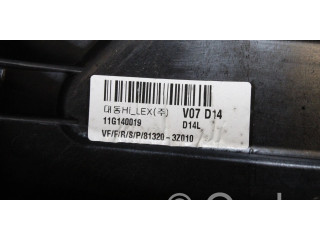 대동HI_LEX(주) V07 D14
11G140019 D14L
VF/F/R/S/P/81320-3Z010